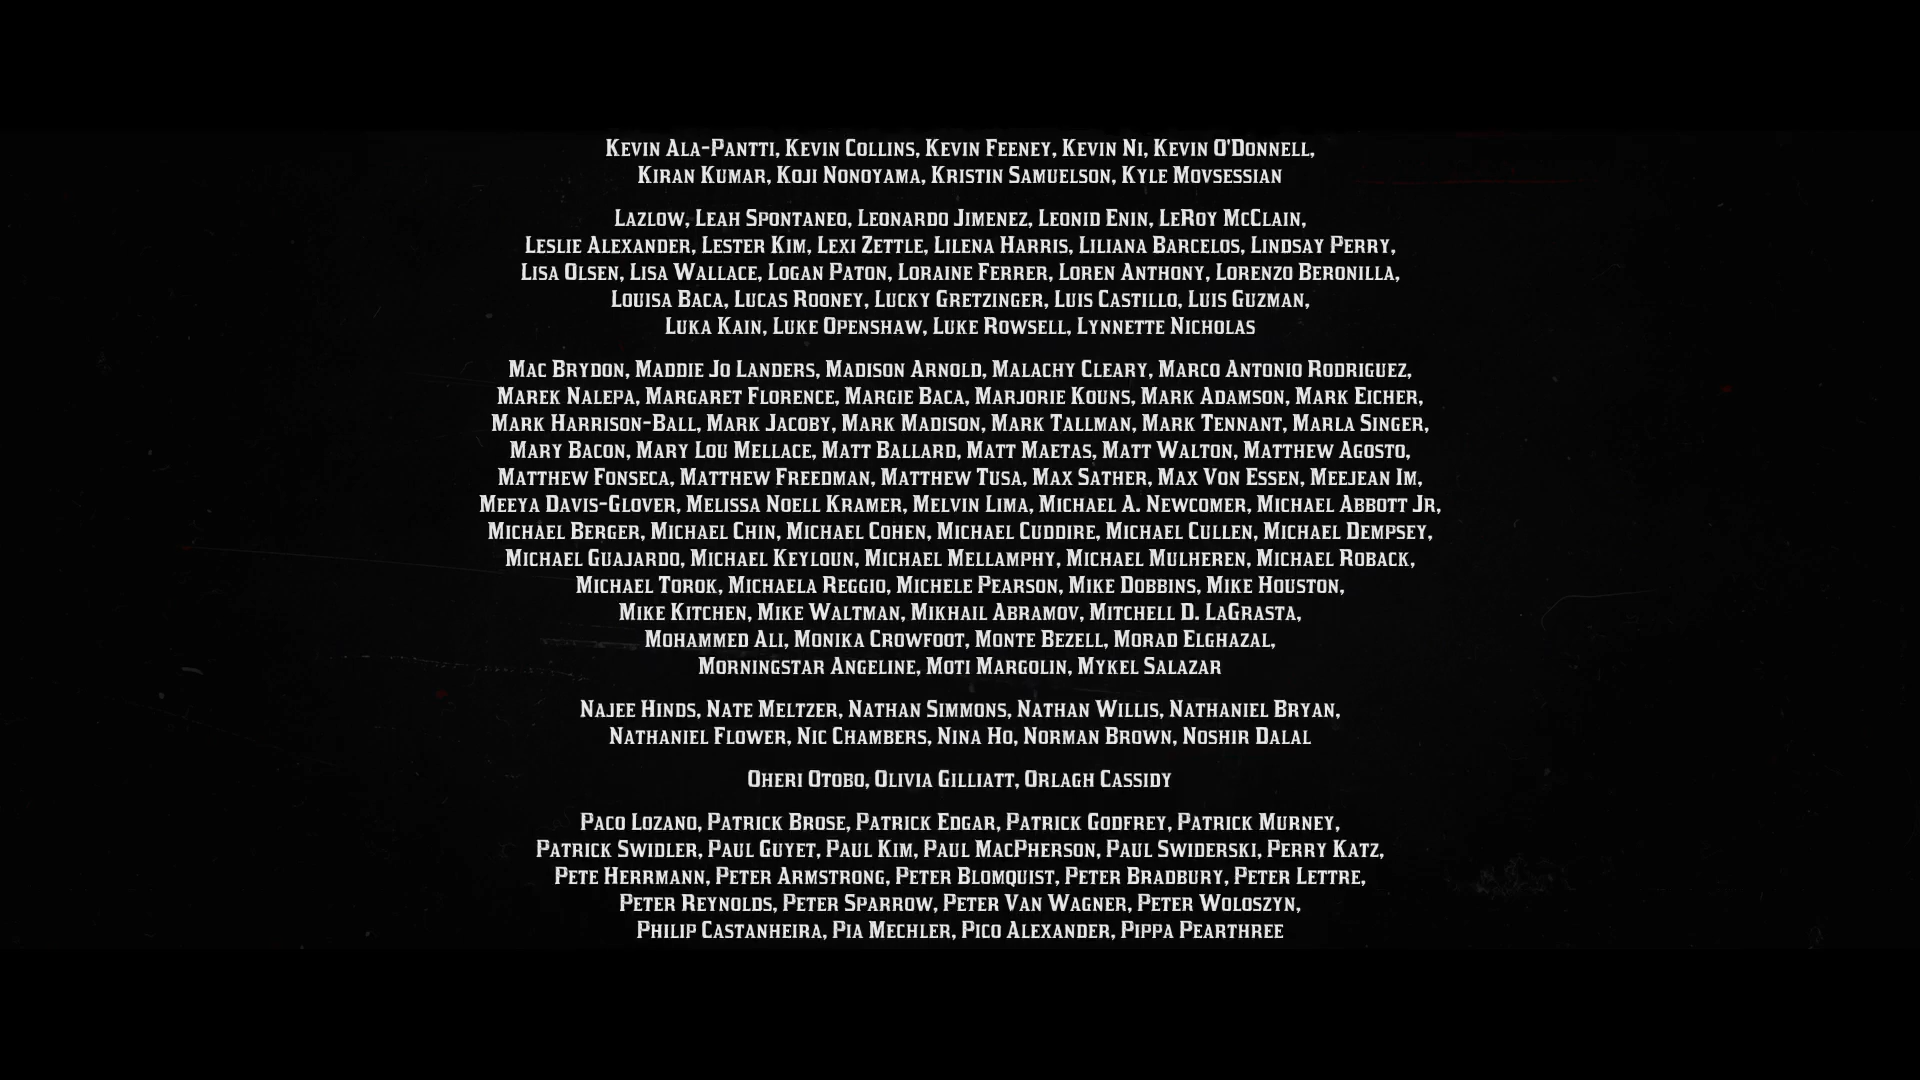 Kevin Ala-Pantti, Kevin Collins, Kevin Feeney, Kevin Ni, Kevin O'Donnell,
Kiran Kumar, Koji Nonoyama, Kristin Samuelson, Kyle Movsessian
Lazlow, Leah Spontaneo, Leonardo Jimenez, Leonid Enin, LeRoy McClain,
Leslie Alexander, Lester Kim, Lexi Zettle, Lilena Harris, Liliana Barcelos, Lindsay Perry,
Lisa Olsen, Lisa Wallace, Logan Paton, Loraine Ferrer, Loren Anthony, Lorenzo Beronilla,
Louisa Baca, Lucas Rooney, Lucky Gretzinger, Luis Castillo, Luis Guzman,
Luka Kain, Luke Openshaw, Luke Rowsell, Lynnette Nicholas
Mac Brydon, Maddie Jo Landers, Madison Arnold, Malachy Cleary, Marco Antonio Rodriguez,
Marek Nalepa, Margaret Florence, Margie Baca, Marjorie Kouns, Mark Adamson, Mark Eicher,
Mark Harrison-Ball, Mark Jacoby, Mark Madison, Mark Tallman, Mark Tennant, Marla Singer,
Mary Bacon, Mary Lou Mellace, Matt Ballard, Matt Maetas, Matt Walton, Matthew Agosto,
Matthew Fonseca, Matthew Freedman, Matthew Tusa, Max Sather, Max Von Essen, Meejean Im,
Meeya Davis-Glover, Melissa Noell Kramer, Melvin Lima, Michael A. Newcomer, Michael Abbott Jr,
Michael Berger, Michael Chin, Michael Cohen, Michael Cuddire, Michael Cullen, Michael Dempsey,
Michael Guajardo, Michael Keyloun, Michael Mellamphy, Michael Mulheren, Michael Roback,
Michael Torok, Michaela Reggio, Michele Pearson, Mike Dobbins, Mike Houston,
Mike Kitchen, Mike Waltman, Mikhail Abramov, Mitchell D. LaGrasta,
Mohammed Ali, Monika Crowfoot, Monte Bezell, Morad Elghazal,
Morningstar Angeline, Moti Margolin, Mykel Salazar
Najee Hinds, Nate Meltzer, Nathan Simmons, Nathan Willis, Nathaniel Bryan,
Nathaniel Flower, Nic Chambers, Nina Ho, Norman Brown, Noshir Dalal
Oheri Otobo, Olivia Gilliatt, Orlagh Cassidy
Paco Lozano, Patrick Brose, Patrick Edgar, Patrick Godfrey, Patrick Murney,
Patrick Swidler, Paul Guyet, Paul Kim, Paul MacPherson, Paul Swiderski, Perry Katz,
Pete Herrmann, Peter Armstrong, Peter Blomquist, Peter Bradbury, Peter Lettre,
Peter Reynolds, Peter Sparrow, Peter Van Wagner, Peter Woloszyn,
Philip Castanheira, Pia Mechler, Pico Alexander, Pippa Pearthree